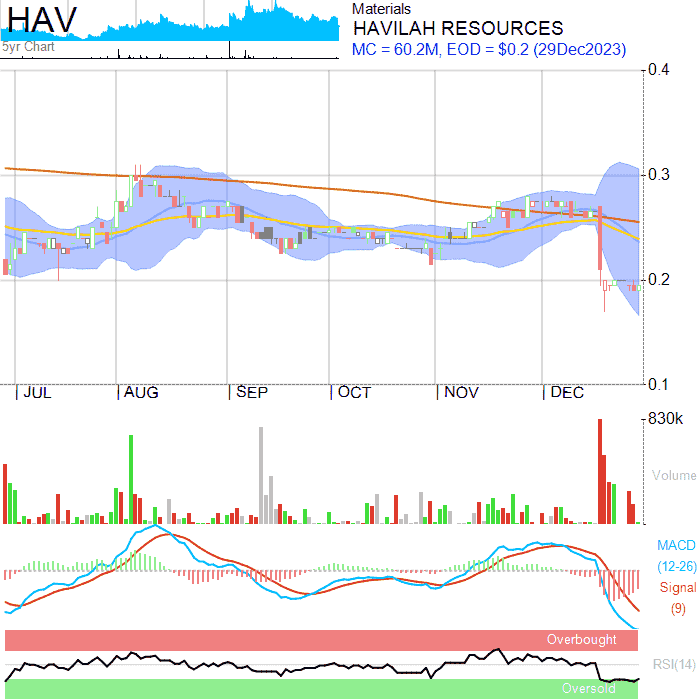 HAV
5yr Chart
Materials
HAVILAH RESOURCES
MC = 60.2M, EOD = $0.2 (29Dec2023)
0.4
0.3
0.2
0.1
JUL AUG SEP OCT NOV DEC
830k
Volume
MACD
(12-26)
Signal
(9)
Overbought
RSI(14)
Oversold